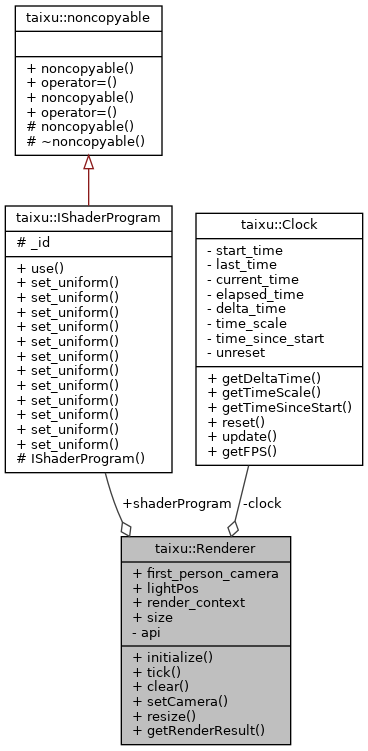 taixu::noncopyable
+ noncopyable()
+ operator=()
+ noncopyable()
+ operator=()
# noncopyable()
# ~noncopyable()
taixu::IShaderProgram
# _id
+ use()
+ set_uniform()
+ set_uniform()
+ set_uniform()
+ set_uniform()
+ set_uniform()
+ set_uniform()
+ set_uniform()
+ set_uniform()
+ set_uniform()
+ set_uniform()
+ set_uniform()
+ set_uniform()
# IShaderProgram()
taixu::Clock
- start_time
- last_time
- current_time
- elapsed_time
- delta_time
- time_scale
- time_since_start
- unreset
+ getDeltaTime()
+ getTimeScale()
+ getTimeSinceStart()
+ reset()
+ update()
+ getFPS()
+shaderProgram
-clock
taixu::Renderer
+ first_person_camera
+ lightPos
+ render_context
+ size
- api
+ initialize()
+ tick()
+ clear()
+ setCamera()
+ resize()
+ getRenderResult()